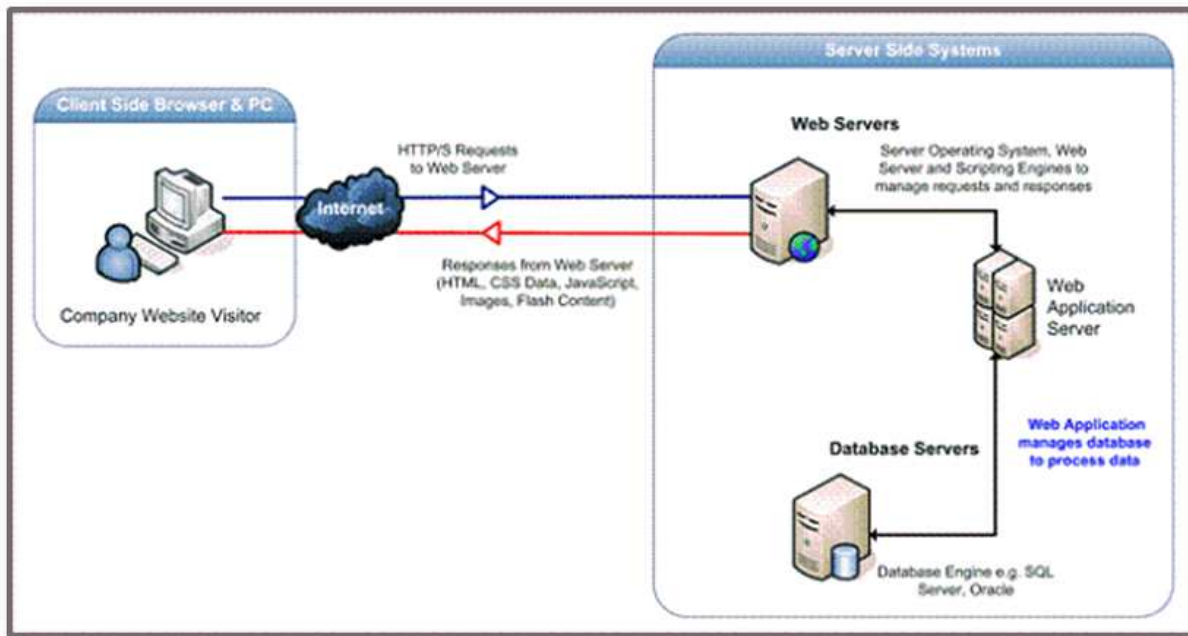 Client Side Browser & PC
Company Website Visitor
Internet
HTTP/S Requests
to Web Server
Responses from Web Server
(HTML, CSS Data, JavaScript,
Images, Flash Content)
Server Side Systems
Web Servers
Server Operating System, Web
Server and Scripting Engines to
manage requests and responses
Web
Application
Server
Web Application
manages database
to process data
Database Servers
Database Engine e.g. SQL
Server, Oracle